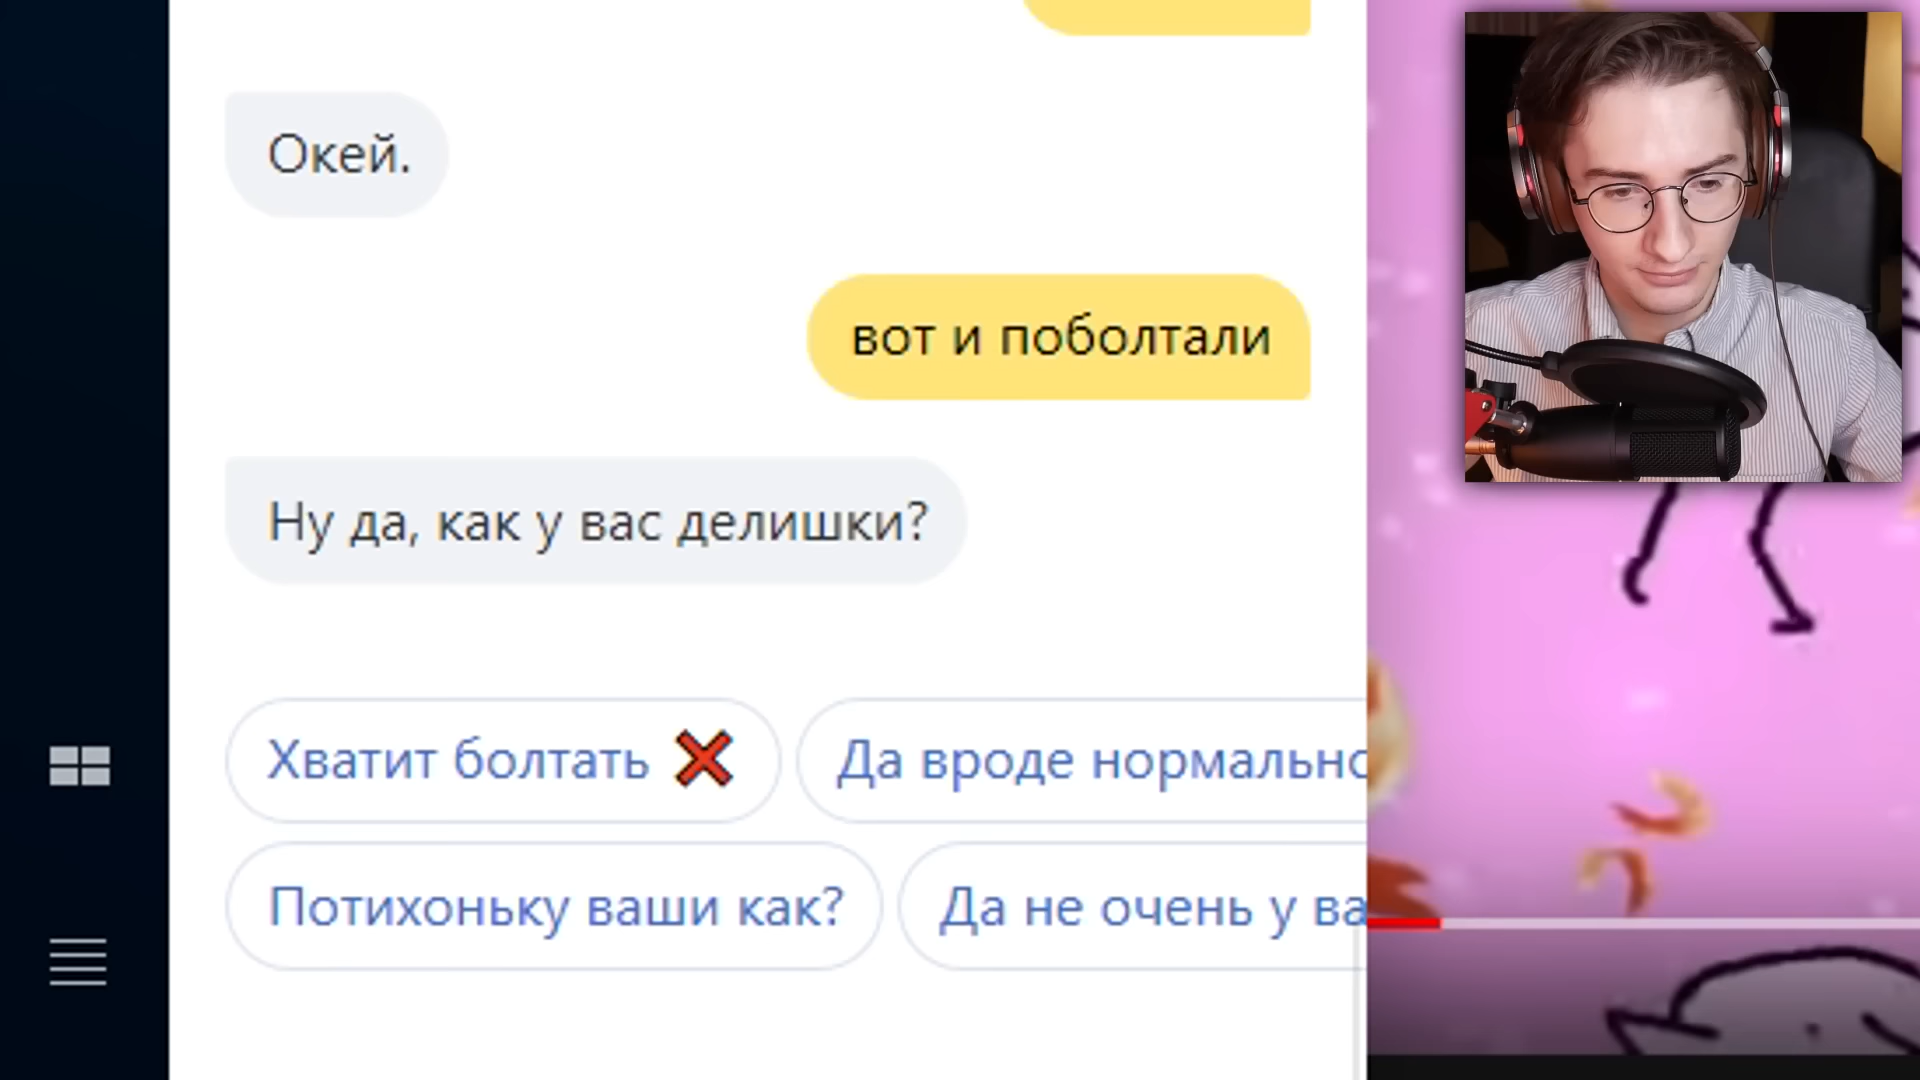 Окей.
вот и поболтали
Ну да, как у вас делишки?
Хватит болтать
Да вроде нормально
Потихоньку ваши как?
Да не очень у ва